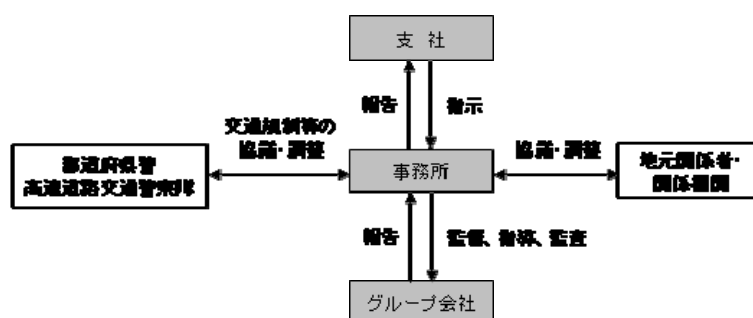 支 社
報告
指示
交通規制等の
協議・調整
都道府県警
高速道路交通警察隊
事務所
協議・調整
地元関係者・
関係機関
報告
監督、指導、監査
グループ会社